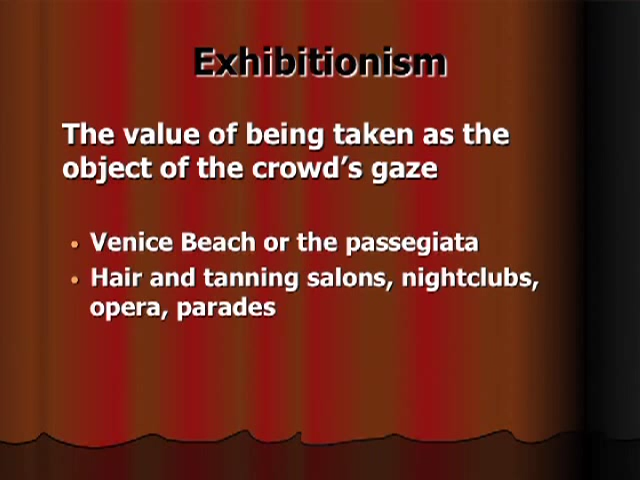 Exhibitionism
The value of being taken as the
object of the crowd's gaze
• Venice Beach or the passegiata
• Hair and tanning salons, nightclubs,
opera, parades